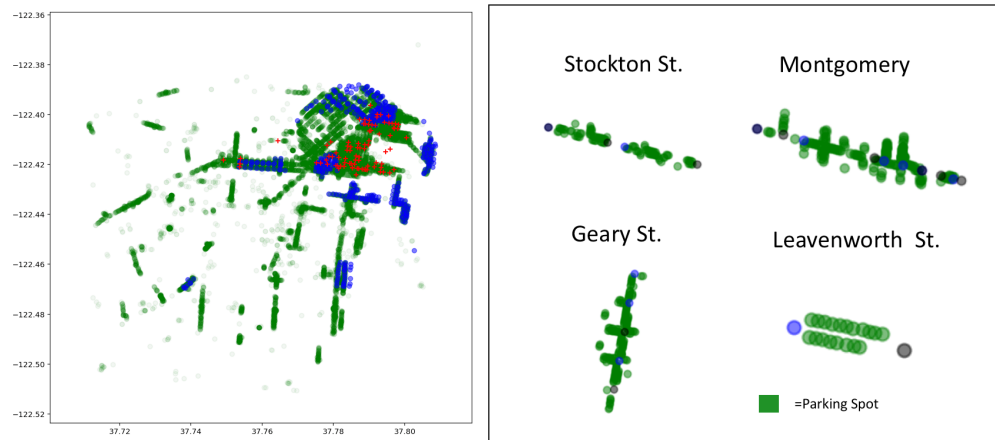 −122.36
−122.38
−122.40
−122.42
−122.44
−122.46
−122.48
−122.50
−122.52
37.72
37.74
37.76
37.78
37.80
Stockton St.
Montgomery
Geary St.
Leavenworth St.
=Parking Spot